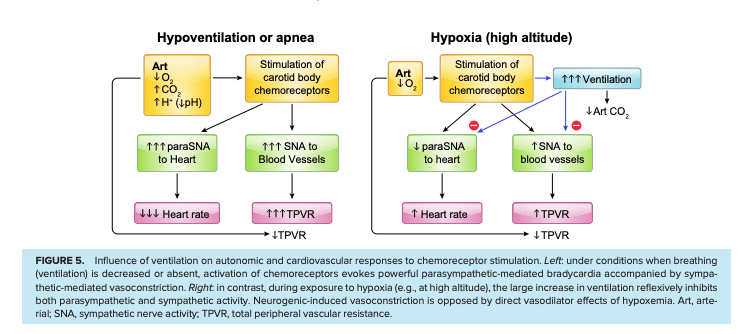 Hypoventilation or apnea
Art
↓O₂
↑CO₂
↑H⁺ (↓pH)
Stimulation of
carotid body
chemoreceptors
↑↑↑paraSNA
to Heart
↑↑↑ SNA to
Blood Vessels
↓↓↓ Heart rate
↑↑↑TPVR
↓TPVR
Hypoxia (high altitude)
Art
↓O₂
Stimulation of
carotid body
chemoreceptors
↑↑↑ Ventilation
↓Art CO₂
↓paraSNA
to heart
↑SNA to
blood vessels
↑ Heart rate
↑TPVR
↓TPVR
FIGURE 5. Influence of ventilation on autonomic and cardiovascular responses to chemoreceptor stimulation. Left: under conditions when breathing
(ventilation) is decreased or absent, activation of chemoreceptors evokes powerful parasympathetic-mediated bradycardia accompanied by sympa-
thetic-mediated vasoconstriction. Right: in contrast, during exposure to hypoxia (e.g., at high altitude), the large increase in ventilation reflexively inhibits
both parasympathetic and sympathetic activity. Neurogenic-induced vasoconstriction is opposed by direct vasodilator effects of hypoxemia. Art, arte-
rial; SNA, sympathetic nerve activity; TPVR, total peripheral vascular resistance.